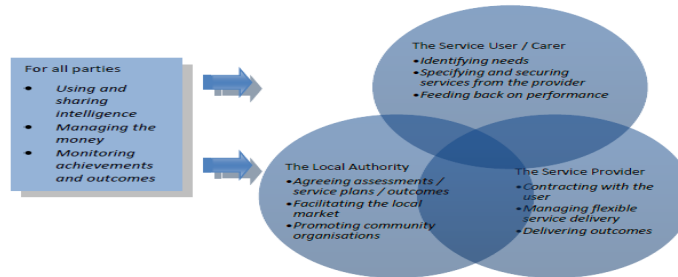 For all parties
• Using and
sharing
intelligence
• Managing the
money
• Monitoring
achievements
and outcomes
The Service User / Carer
•Identifying needs
•Specifying and securing
services from the provider
•Feeding back on performance
The Local Authority
•Agreeing assessments /
service plans / outcomes
•Facilitating the local
market
•Promoting community
organisations
The Service Provider
•Contracting with the
user
•Managing flexible
service delivery
•Delivering outcomes